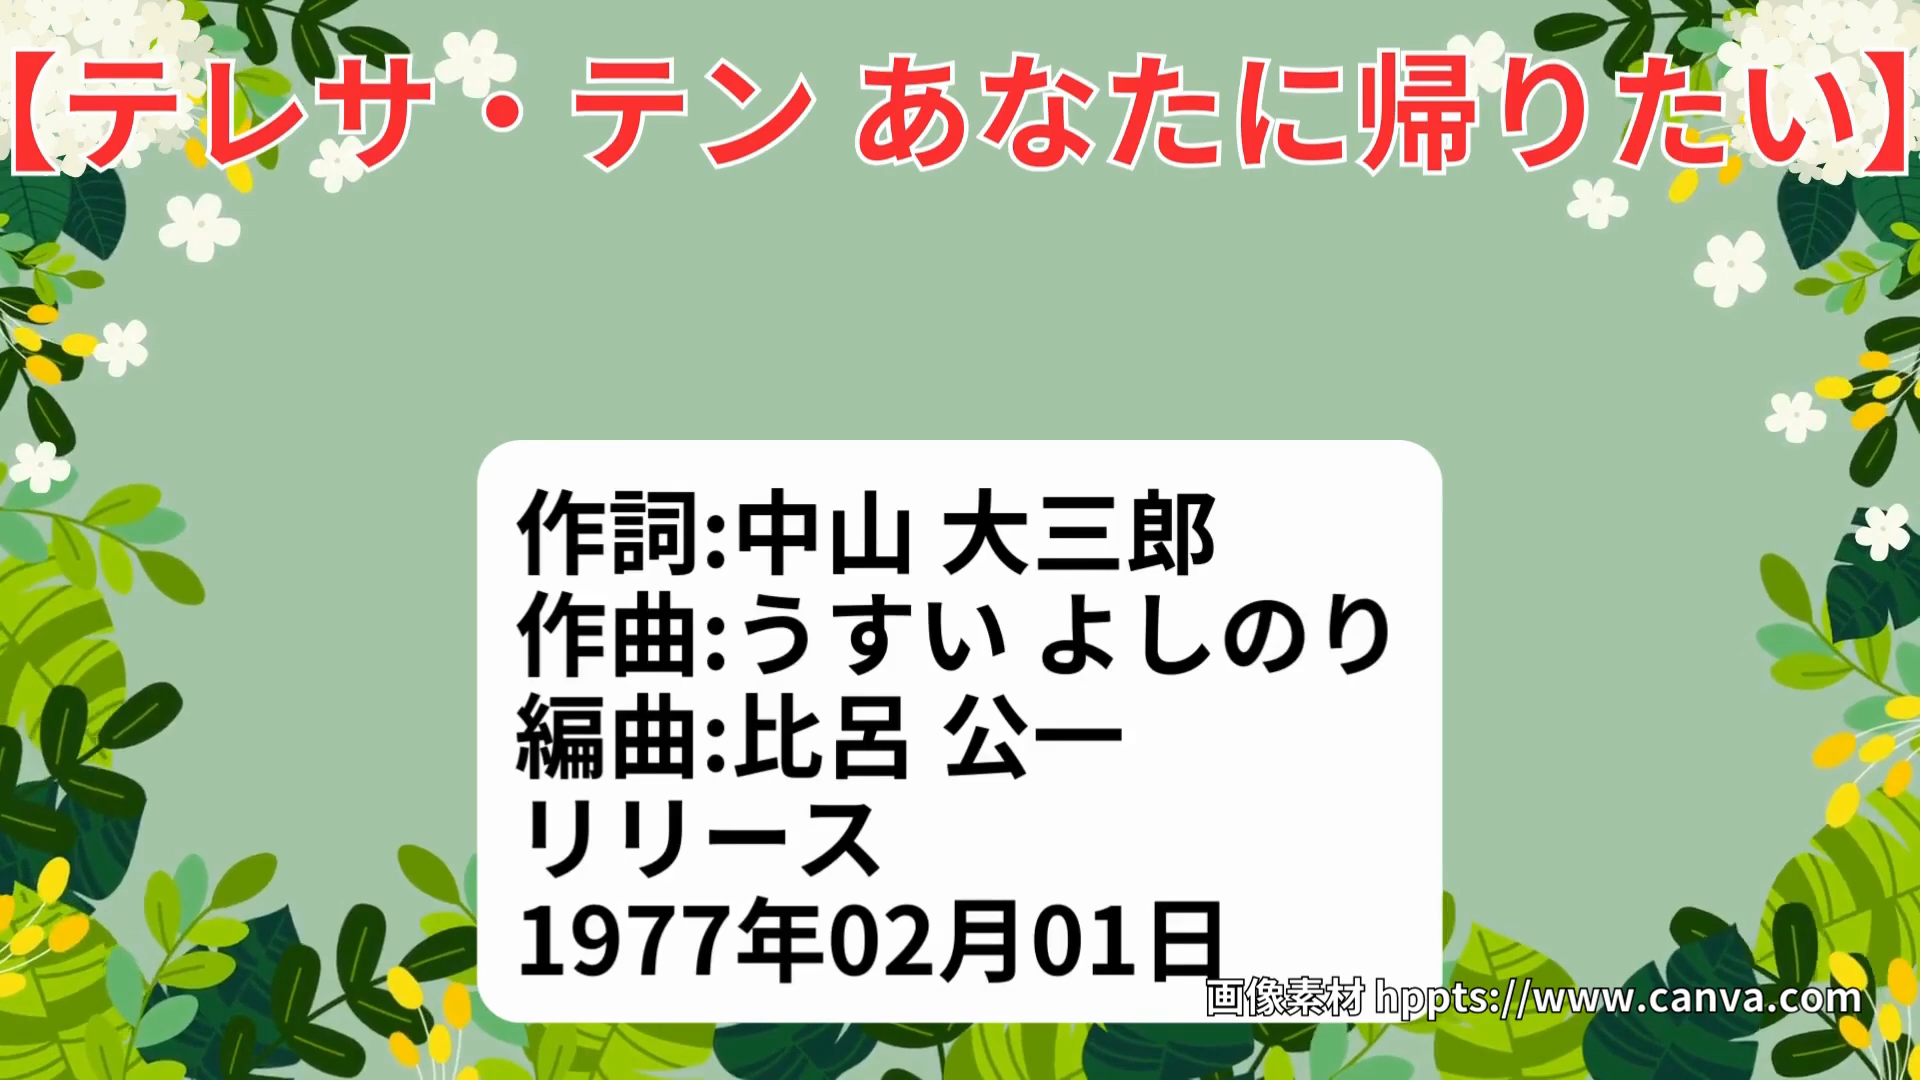 【テレサ・テン あなたに帰りたい】
作詞:中山 大三郎
作曲:うすい よしのり
編曲:比呂 公一
リリース
1977年02月01日
画像素材 hppts://www.canva.com